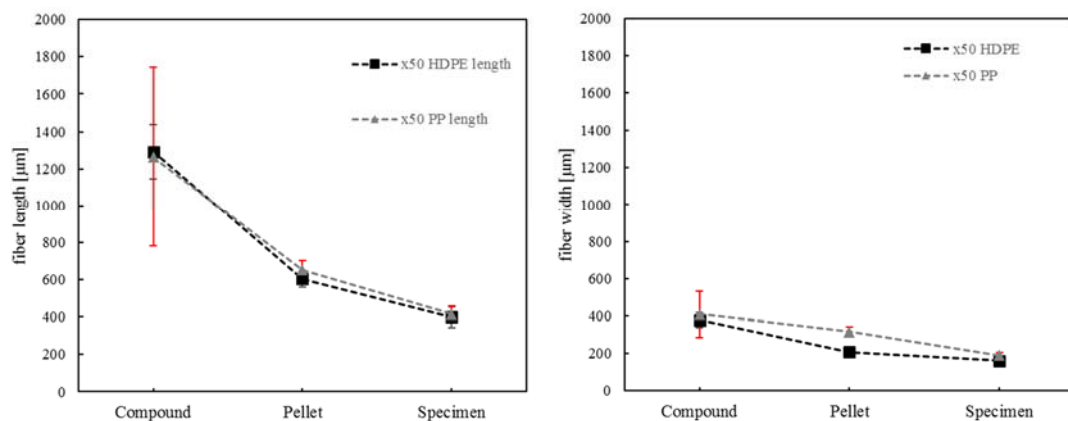 2000
1800
1600
1400
1200
1000
800
600
400
200
0
fiber length [µm]
x50 HDPE length
x50 PP length
Compound Pellet Specimen
2000
1800
1600
1400
1200
1000
800
600
400
200
0
fiber width [µm]
x50 HDPE
x50 PP
Compound Pellet Specimen